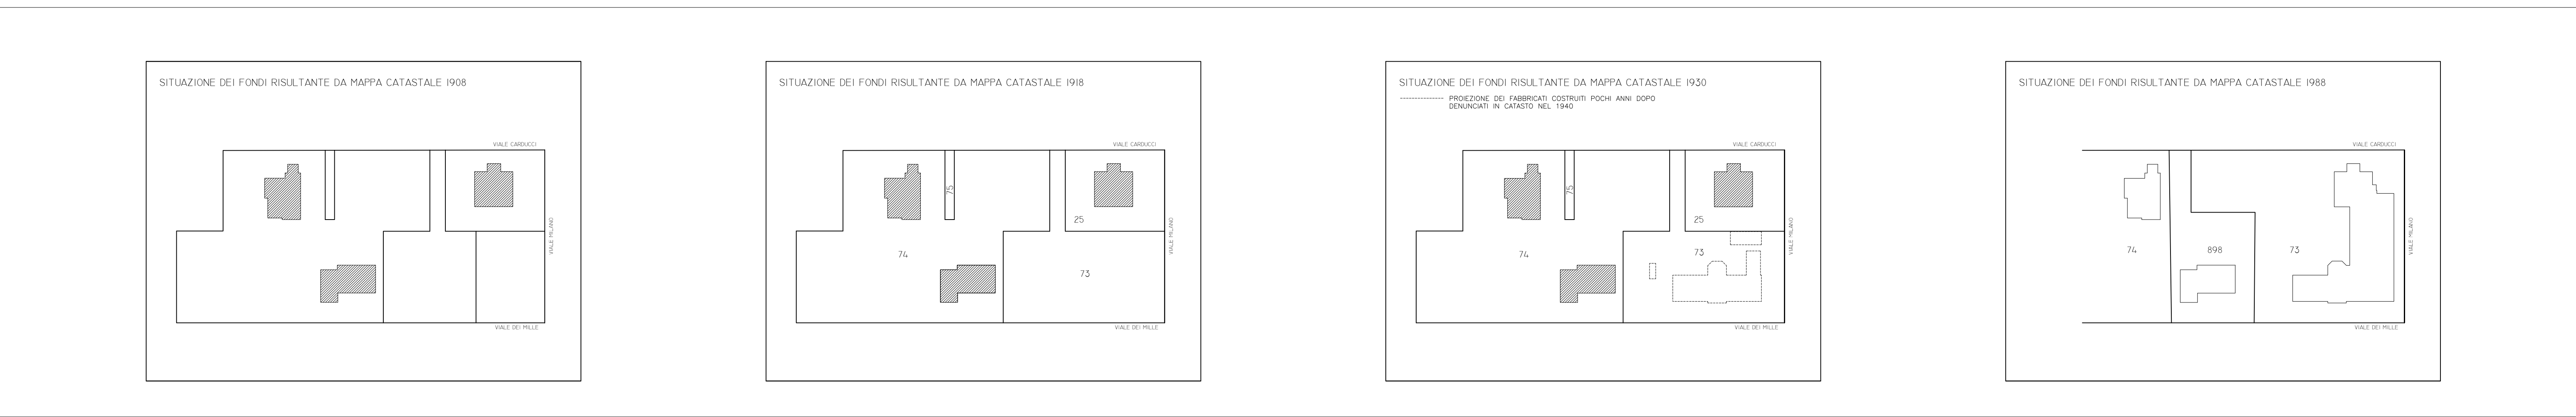 SITUAZIONE DEI FONDI RISULTANTE DA MAPPA CATASTALE 1908
VIALE CARDUCCI
VIALE MILANO
VIALE DEI MILLE
SITUAZIONE DEI FONDI RISULTANTE DA MAPPA CATASTALE 1918
VIALE CARDUCCI
75
25
VIALE MILANO
74
73
VIALE DEI MILLE
SITUAZIONE DEI FONDI RISULTANTE DA MAPPA CATASTALE 1930
PROIEZIONE DEI FABBRICATI COSTRUITI POCHI ANNI DOPO
DENUNCIATI IN CATASTO NEL 1940
VIALE CARDUCCI
75
25
VIALE MILANO
74
73
VIALE DEI MILLE
SITUAZIONE DEI FONDI RISULTANTE DA MAPPA CATASTALE 1988
VIALE CARDUCCI
VIALE MILANO
74
898
73
VIALE DEI MILLE